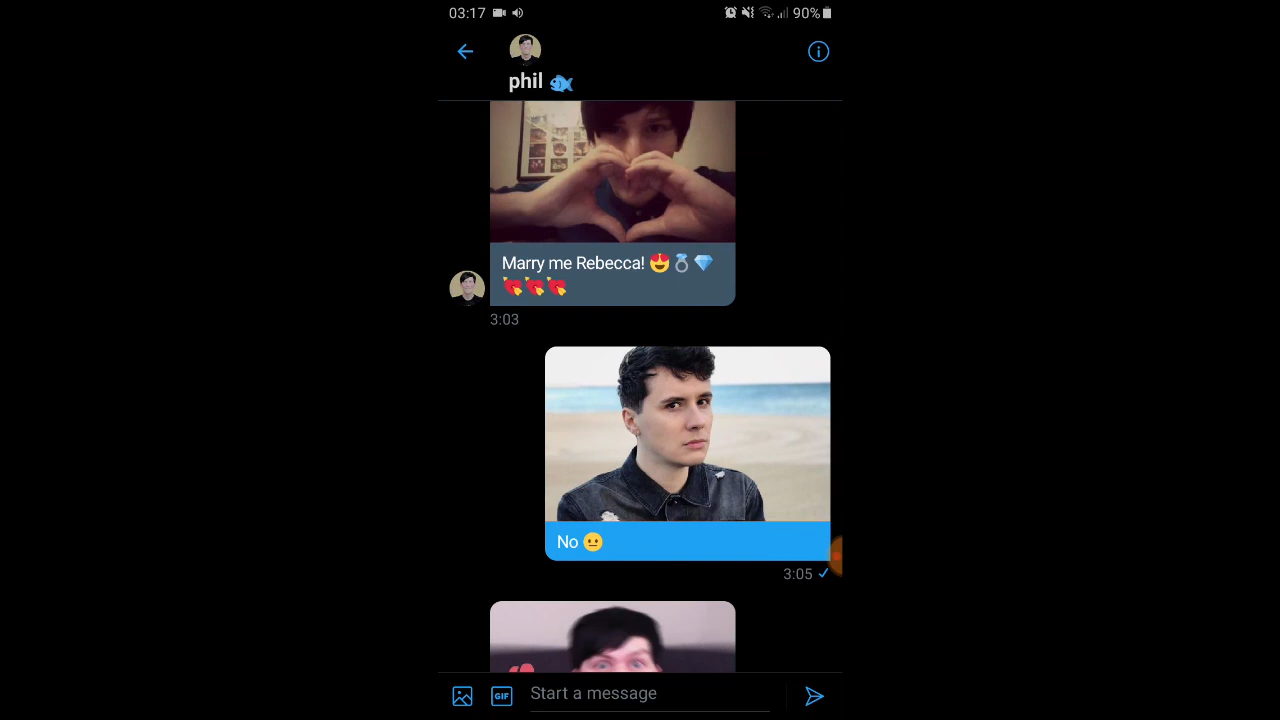 03:17
90%
phil 🐟
Marry me Rebecca! 😍💍💎
💘💘💘
3:03
No 😐
3:05
GIF
Start a message